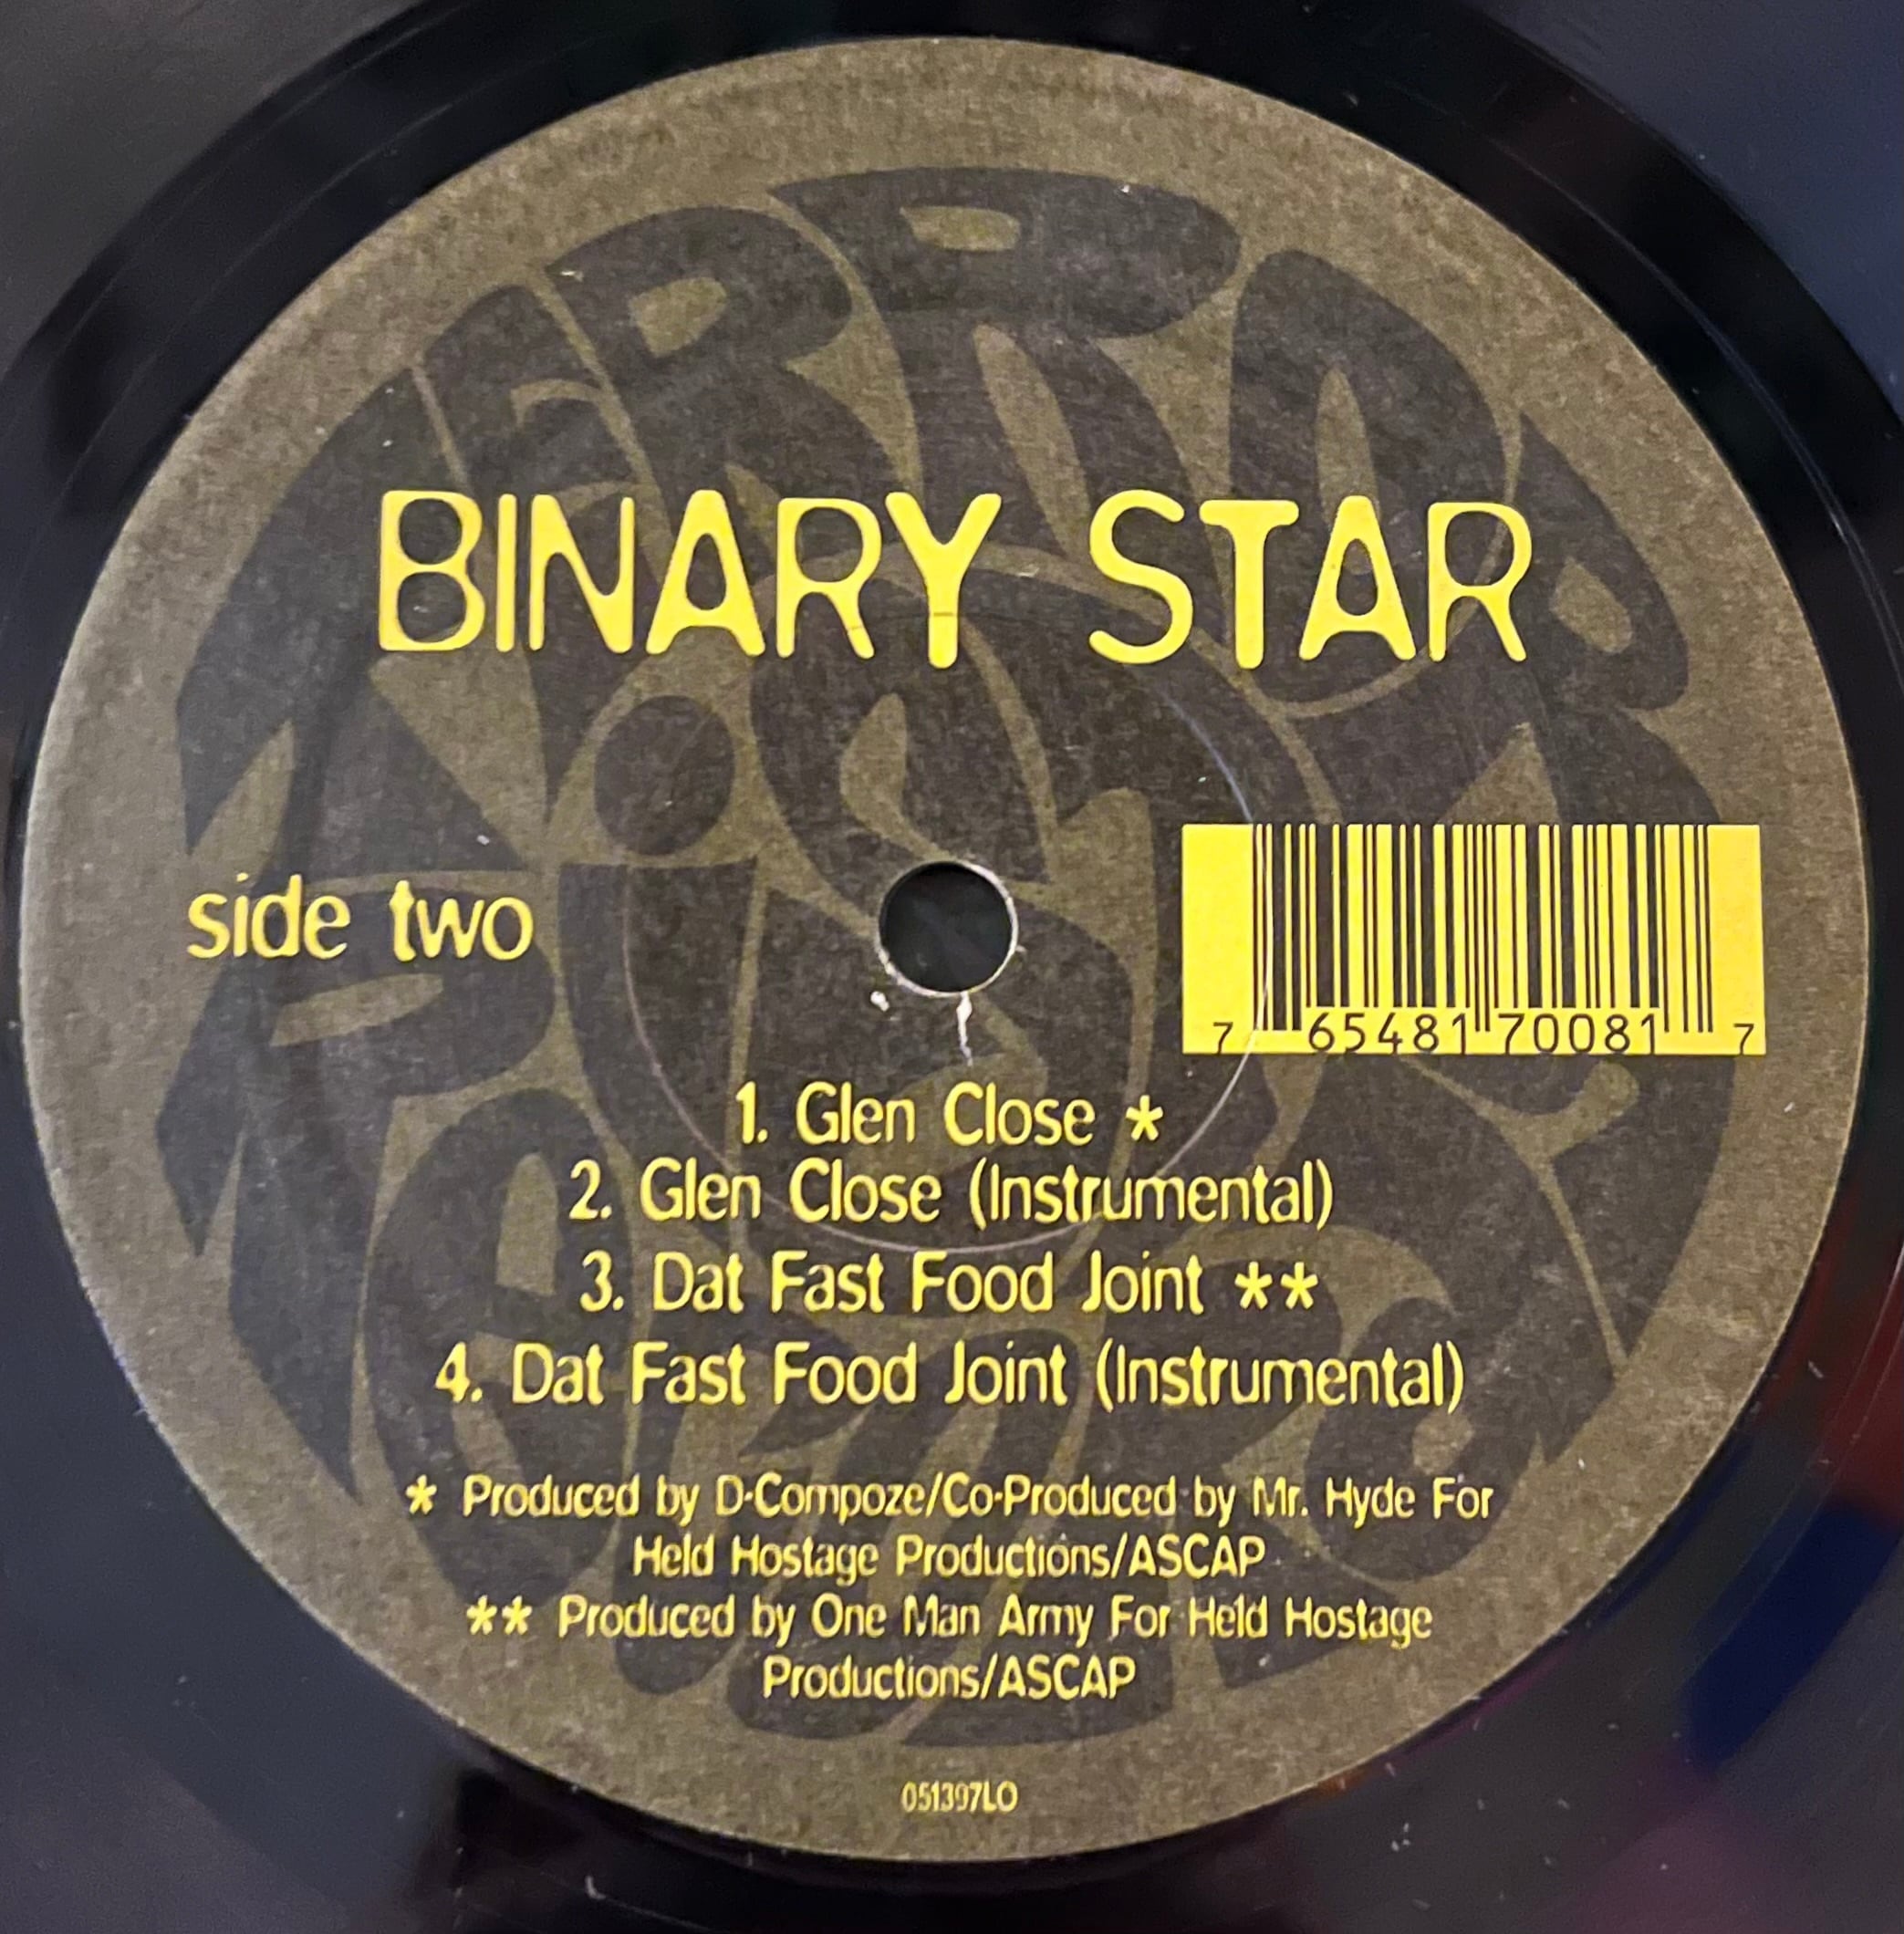 BINARY STAR
side two
7 65481 70081 7
1. Glen Close *
2. Glen Close (Instrumental)
3. Dat Fast Food Joint **
4. Dat Fast Food Joint (Instrumental)
* Produced by D-Compoze/Co-Produced by Mr. Hyde For
Held Hostage Productions/ASCAP
** Produced by One Man Army For Held Hostage
Productions/ASCAP
051397LO